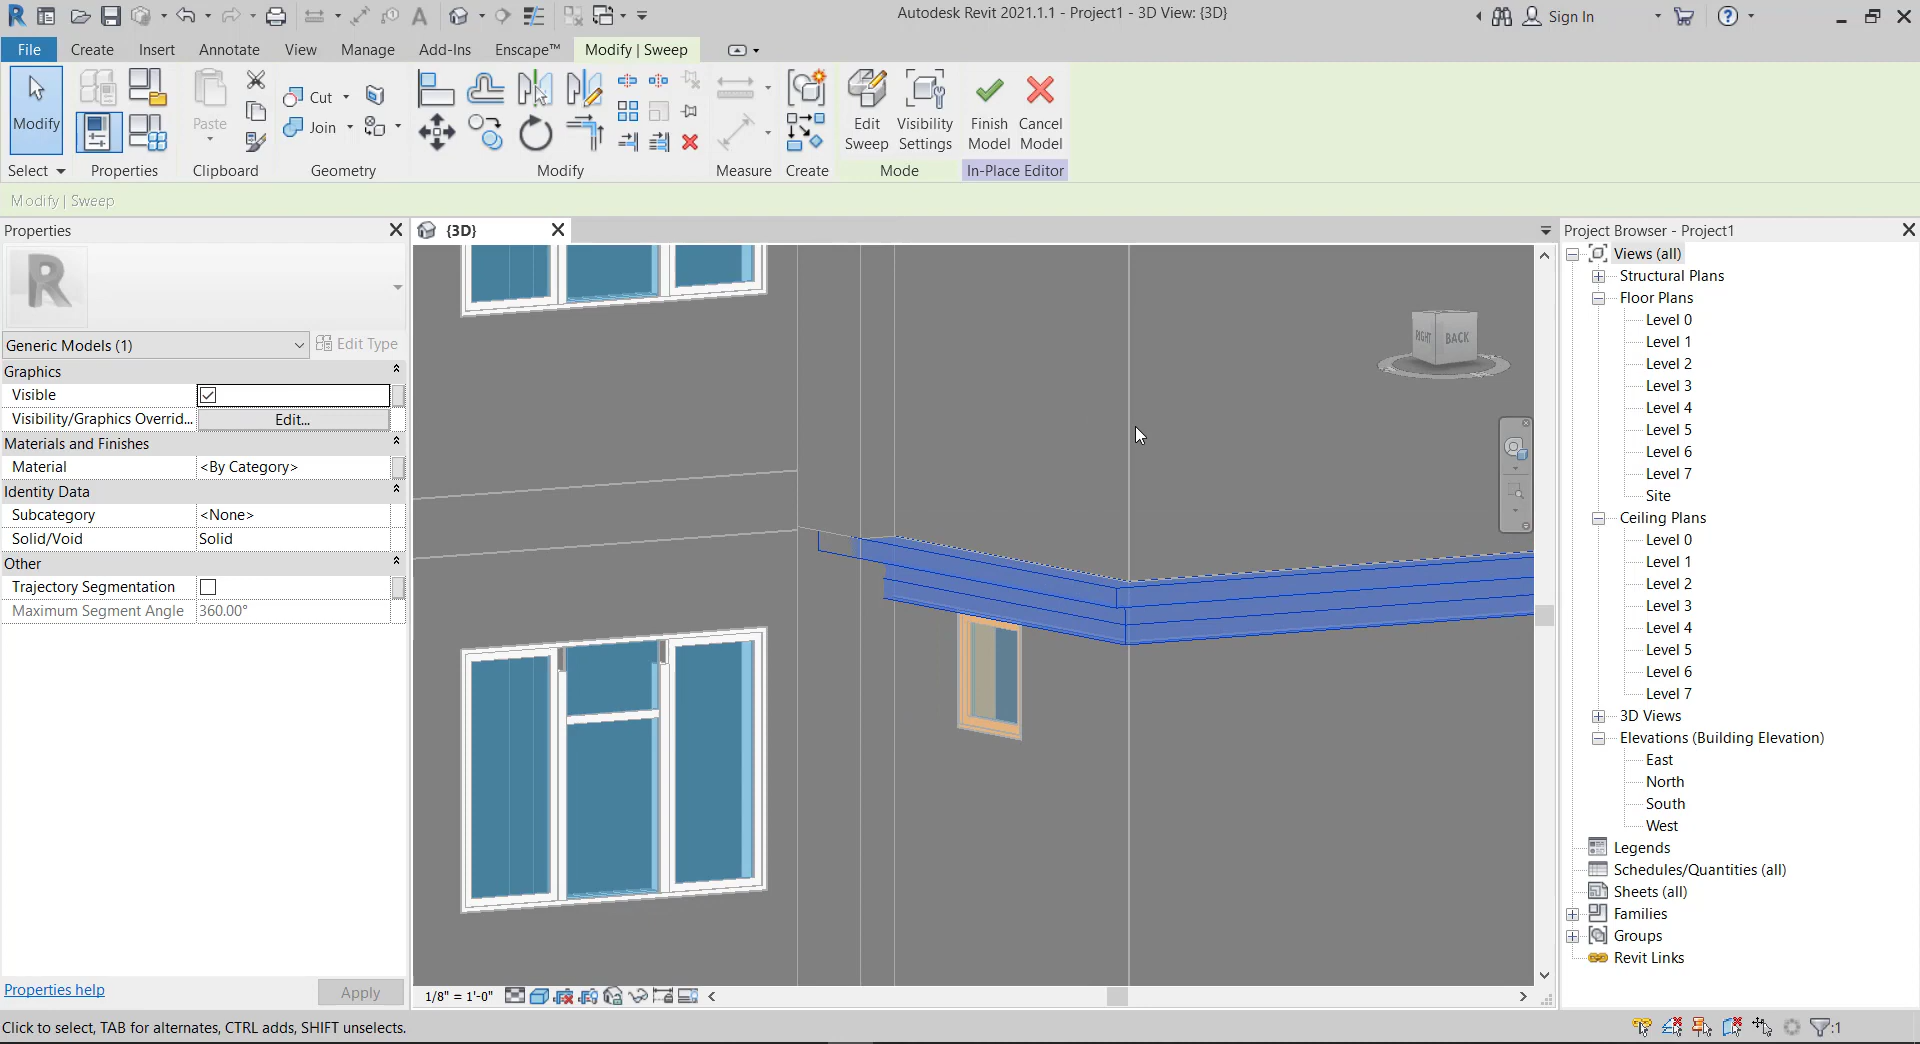 Autodesk Revit 2021.1.1 - Project1 - 3D View: {3D}
Sign In
File Create Insert Annotate View Manage Add-Ins Enscape™ Modify | Sweep
Modify
Paste
Cut
Join
Edit Sweep
Visibility Settings
Finish Model
Cancel Model
Select Properties Clipboard Geometry Modify Measure Create Mode In-Place Editor
Modify | Sweep
Properties
R
Generic Models (1)
Edit Type
Graphics
Visible
Visibility/Graphics Overrid... Edit...
Materials and Finishes
Material <By Category>
Identity Data
Subcategory <None>
Solid/Void Solid
Other
Trajectory Segmentation
Maximum Segment Angle 360.00°
Properties help
Apply
{3D}
RIGHT BACK
1/8" = 1'-0"
Project Browser - Project1
Views (all)
Structural Plans
Floor Plans
Level 0
Level 1
Level 2
Level 3
Level 4
Level 5
Level 6
Level 7
Site
Ceiling Plans
Level 0
Level 1
Level 2
Level 3
Level 4
Level 5
Level 6
Level 7
3D Views
Elevations (Building Elevation)
East
North
South
West
Legends
Schedules/Quantities (all)
Sheets (all)
Families
Groups
Revit Links
Click to select, TAB for alternates, CTRL adds, SHIFT unselects.
:1